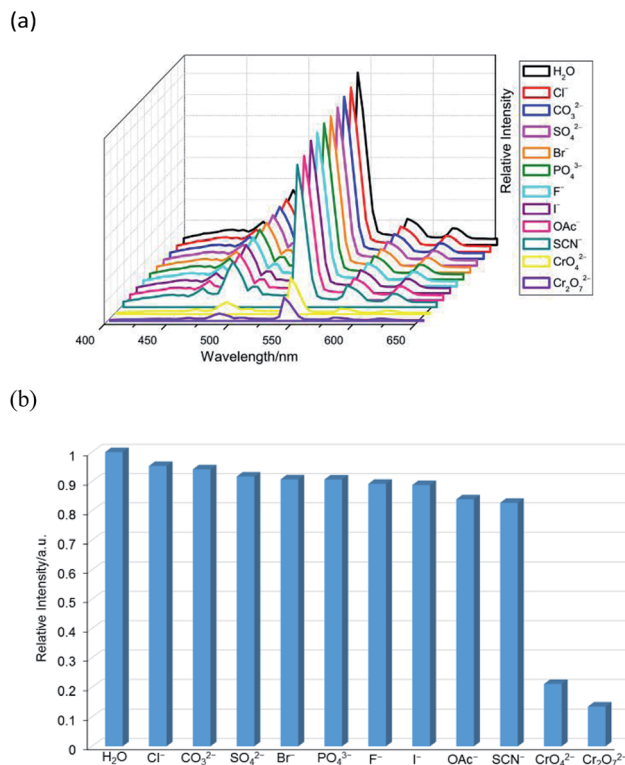 (a)
Relative Intensity
H₂O
Cl⁻
CO₃²⁻
SO₄²⁻
Br⁻
PO₄³⁻
F⁻
I⁻
OAc⁻
SCN⁻
CrO₄²⁻
Cr₂O₇²⁻
400 450 500 550 600 650
Wavelength/nm
(b)
Relative Intensity/a.u.
1
0.9
0.8
0.7
0.6
0.5
0.4
0.3
0.2
0.1
0
H₂O Cl⁻ CO₃²⁻ SO₄²⁻ Br⁻ PO₄³⁻ F⁻ I⁻ OAc⁻ SCN⁻ CrO₄²⁻ Cr₂O₇²⁻